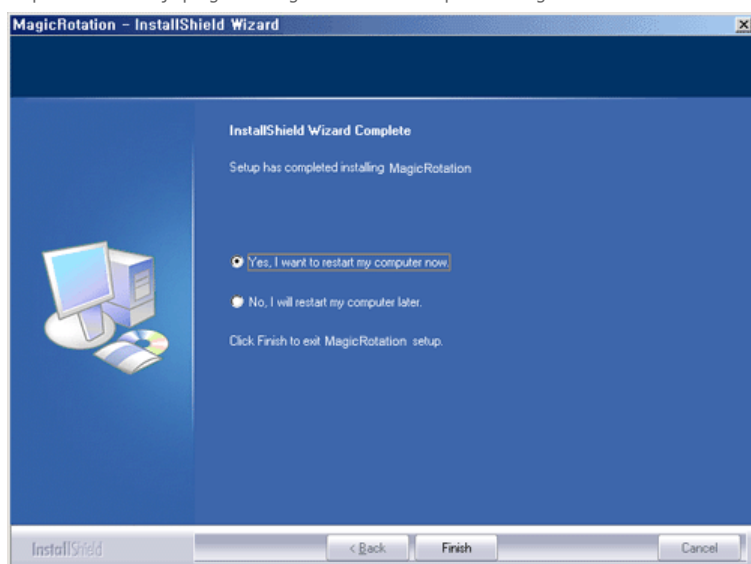 MagicRotation - InstallShield Wizard
InstallShield Wizard Complete
Setup has completed installing MagicRotation
Yes, I want to restart my computer now.
No, I will restart my computer later.
Click Finish to exit MagicRotation setup.
InstallShield
< Back
Finish
Cancel